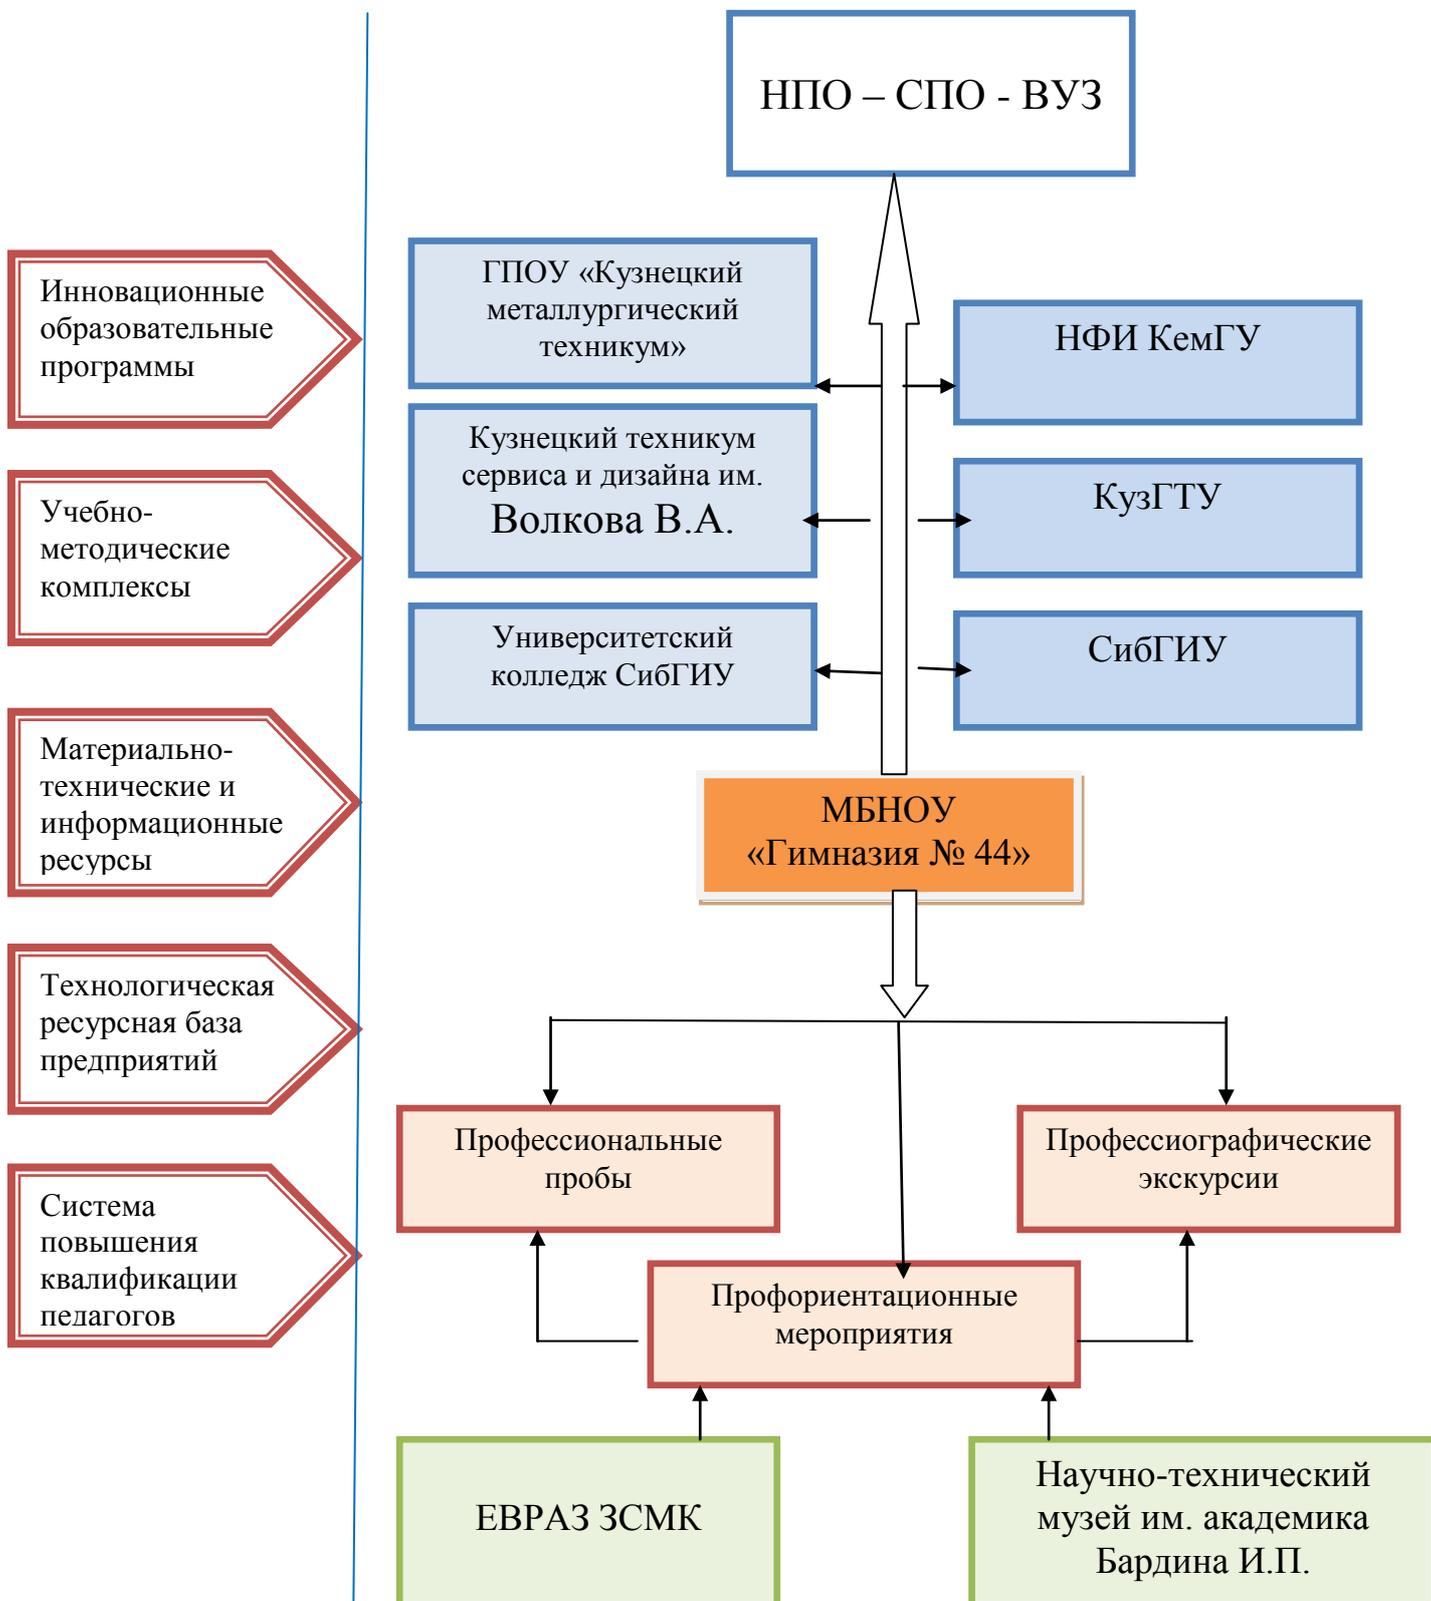 НПО – СПО - ВУЗ
Инновационные
образовательные
программы
Учебно-
методические
комплексы
Материально-
технические и
информационные
ресурсы
Технологическая
ресурсная база
предприятий
Система
повышения
квалификации
педагогов
ГПОУ «Кузнецкий
металлургический
техникум»
НФИ КемГУ
Кузнецкий техникум
сервиса и дизайна им.
Волкова В.А.
КузГТУ
Университетский
колледж СибГИУ
СибГИУ
МБНОУ
«Гимназия № 44»
Профессиональные
пробы
Профессиографические
экскурсии
Профориентационные
мероприятия
ЕВРАЗ ЗСМК
Научно-технический
музей им. академика
Бардина И.П.